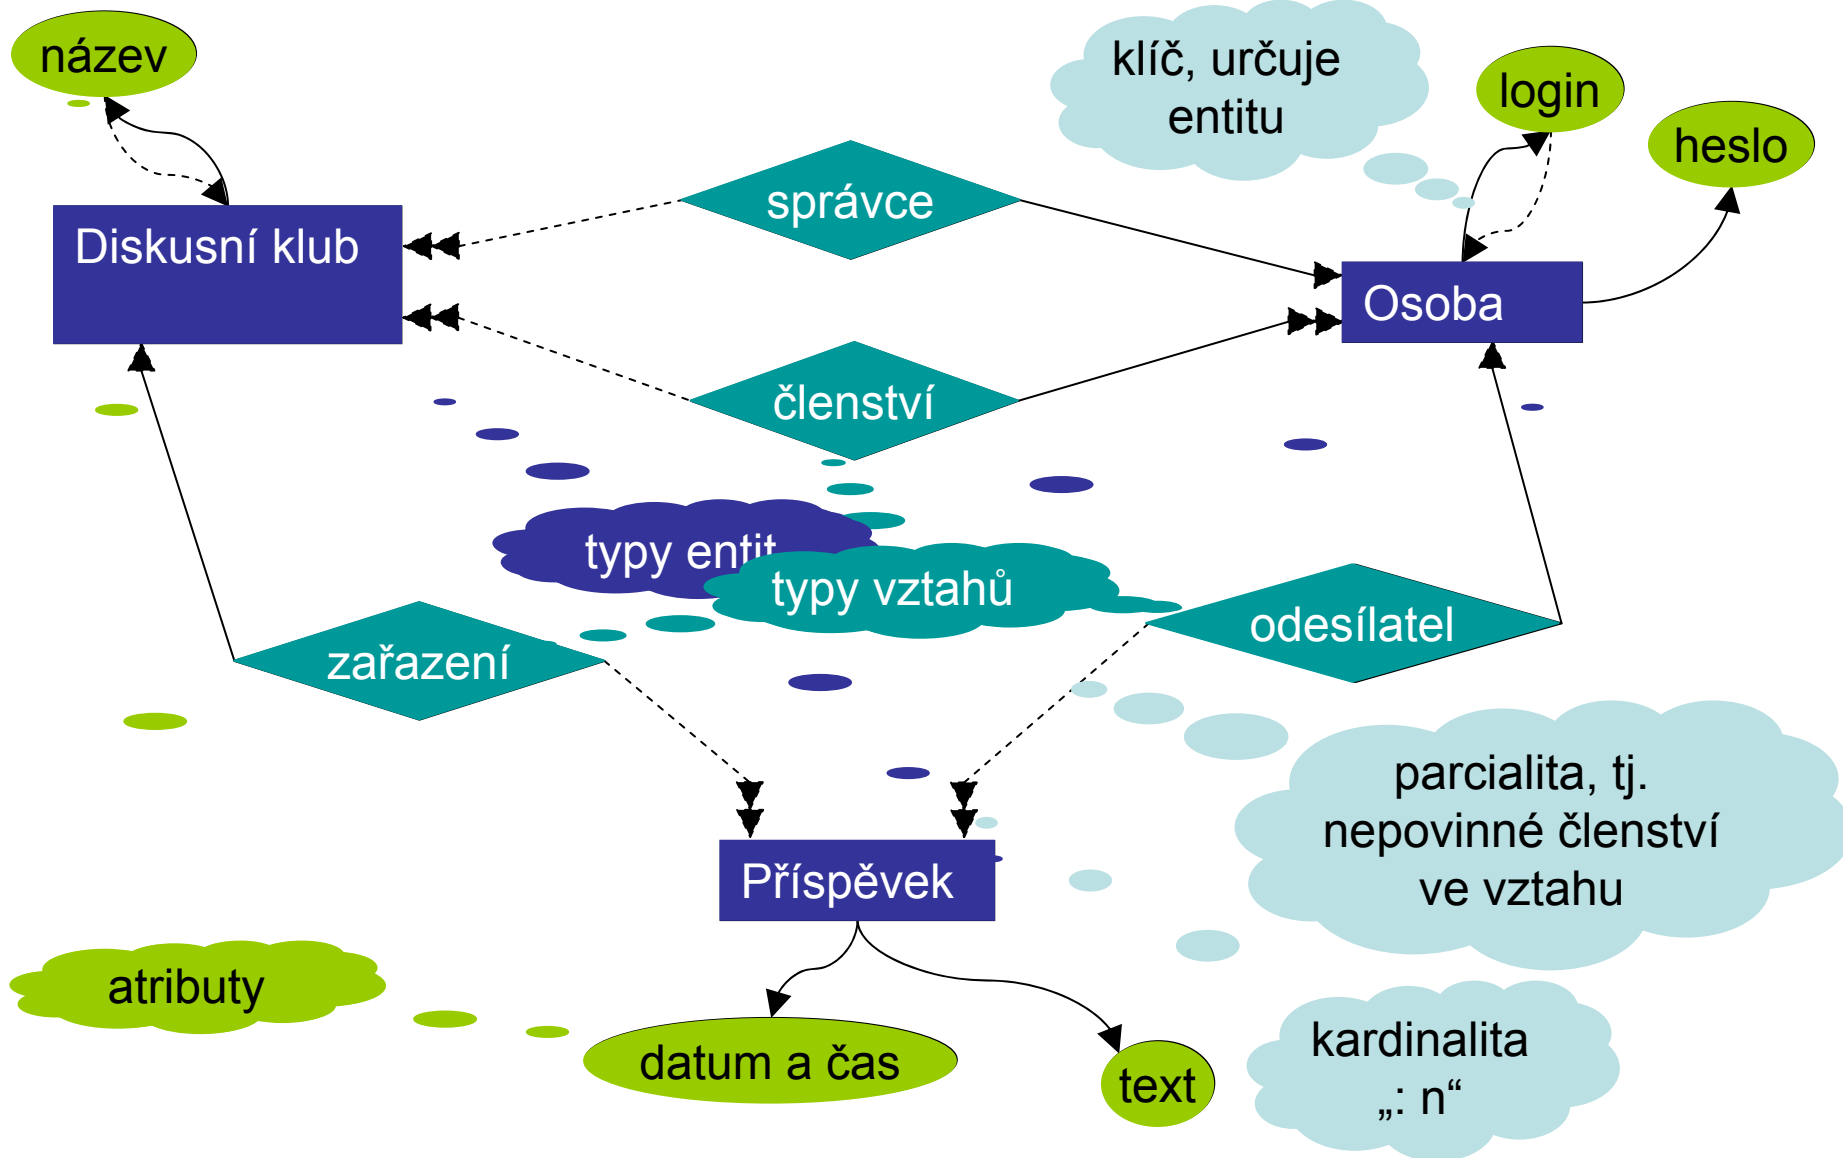 název
klíč, určuje
entitu
login
heslo
správce
Diskusní klub
Osoba
členství
typy entit
typy vztahů
odesílatel
zařazení
parcialita, tj.
nepovinné členství
ve vztahu
Příspěvek
atributy
datum a čas
text
kardinalita
„: n“